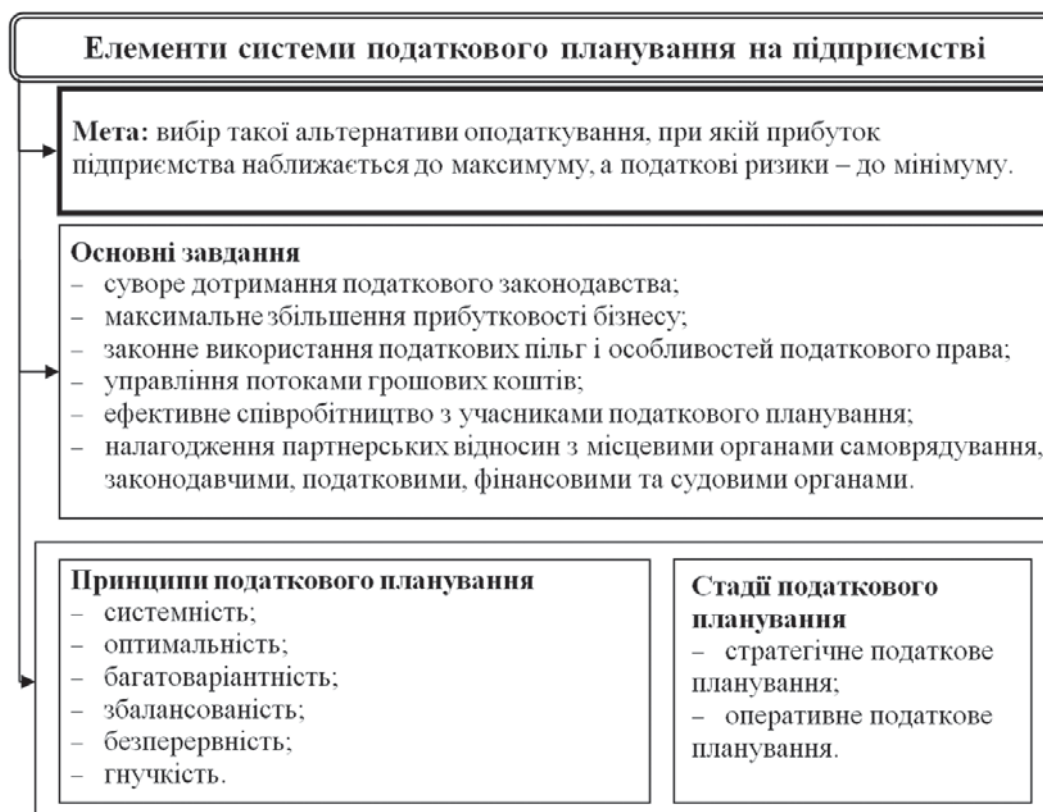 Елементи системи податкового планування на підприємстві
Мета: вибір такої альтернативи оподаткування, при якій прибуток
підприємства наближається до максимуму, а податкові ризики – до мінімуму.
Основні завдання
– суворе дотримання податкового законодавства;
– максимальне збільшення прибутковості бізнесу;
– законне використання податкових пільг і особливостей податкового права;
– управління потоками грошових коштів;
– ефективне співробітництво з учасниками податкового планування;
– налагодження партнерських відносин з місцевими органами самоврядування,
законодавчими, податковими, фінансовими та судовими органами.
Принципи податкового планування
– системність;
– оптимальність;
– багатоваріантність;
– збалансованість;
– безперервність;
– гнучкість.
Стадії податкового
планування
– стратегічне податкове
планування;
– оперативне податкове
планування.